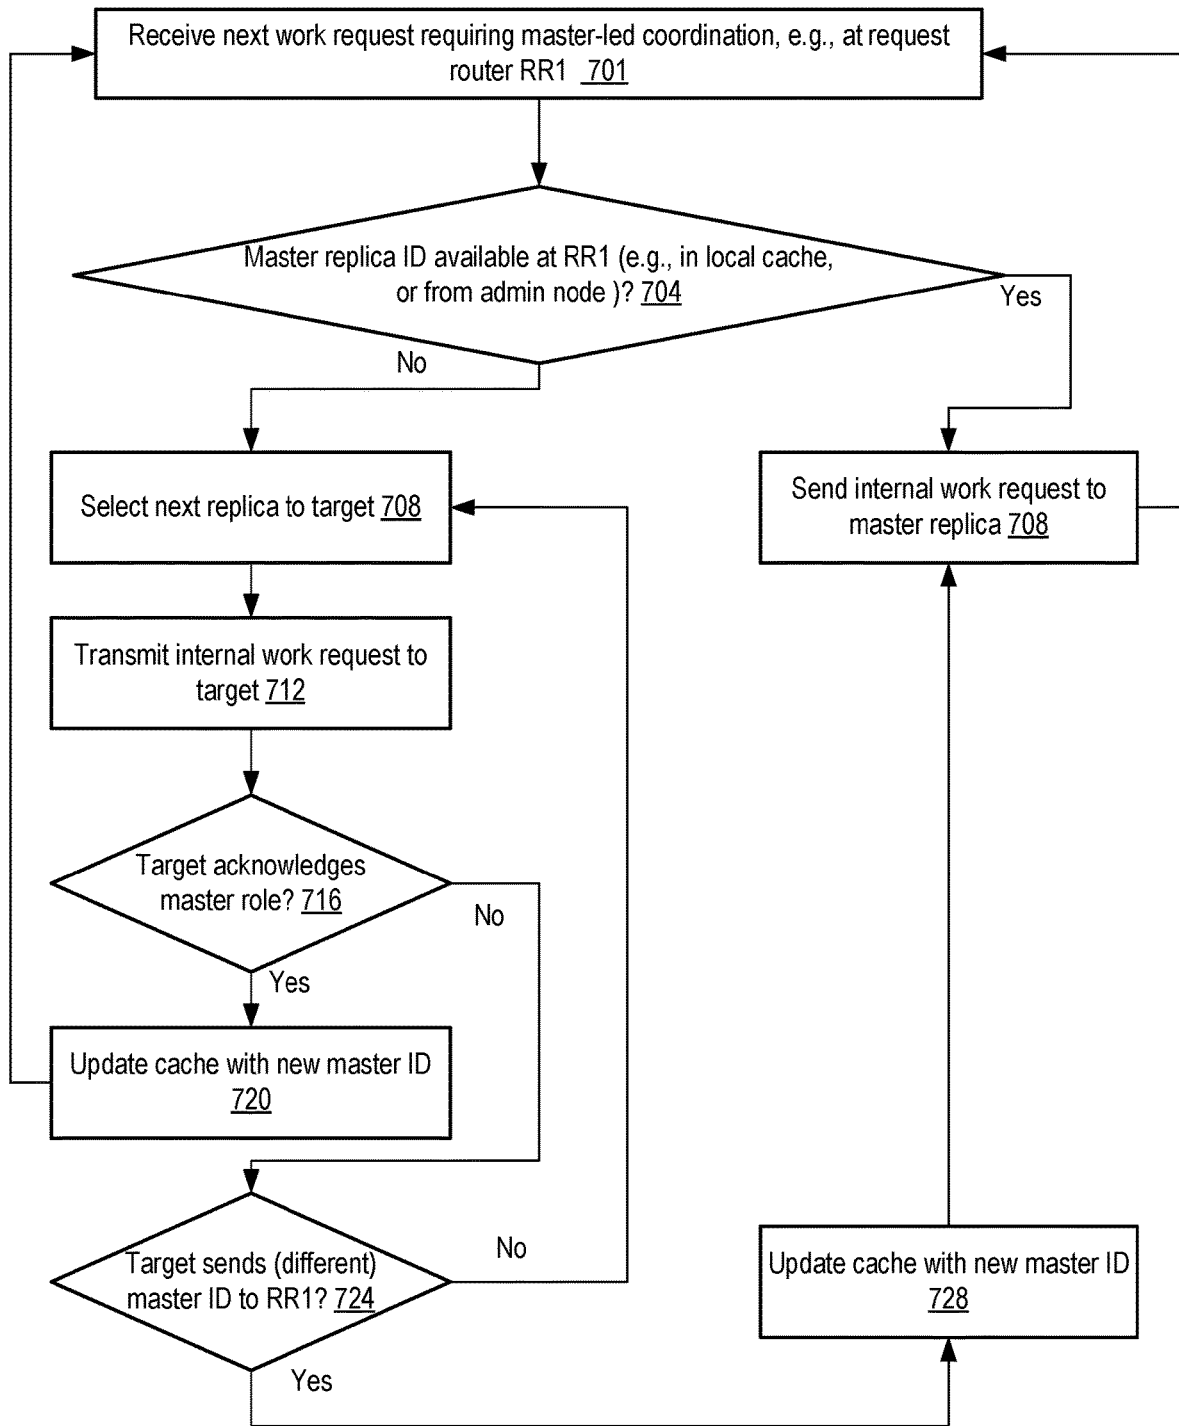 Receive next work request requiring master-led coordination, e.g., at request
router RR1 701
Master replica ID available at RR1 (e.g., in local cache,
or from admin node )? 704
Yes
No
Select next replica to target 708
Send internal work request to
master replica 708
Transmit internal work request to
target 712
Target acknowledges
master role? 716
No
Yes
Update cache with new master ID
720
Target sends (different)
master ID to RR1? 724
No
Update cache with new master ID
728
Yes